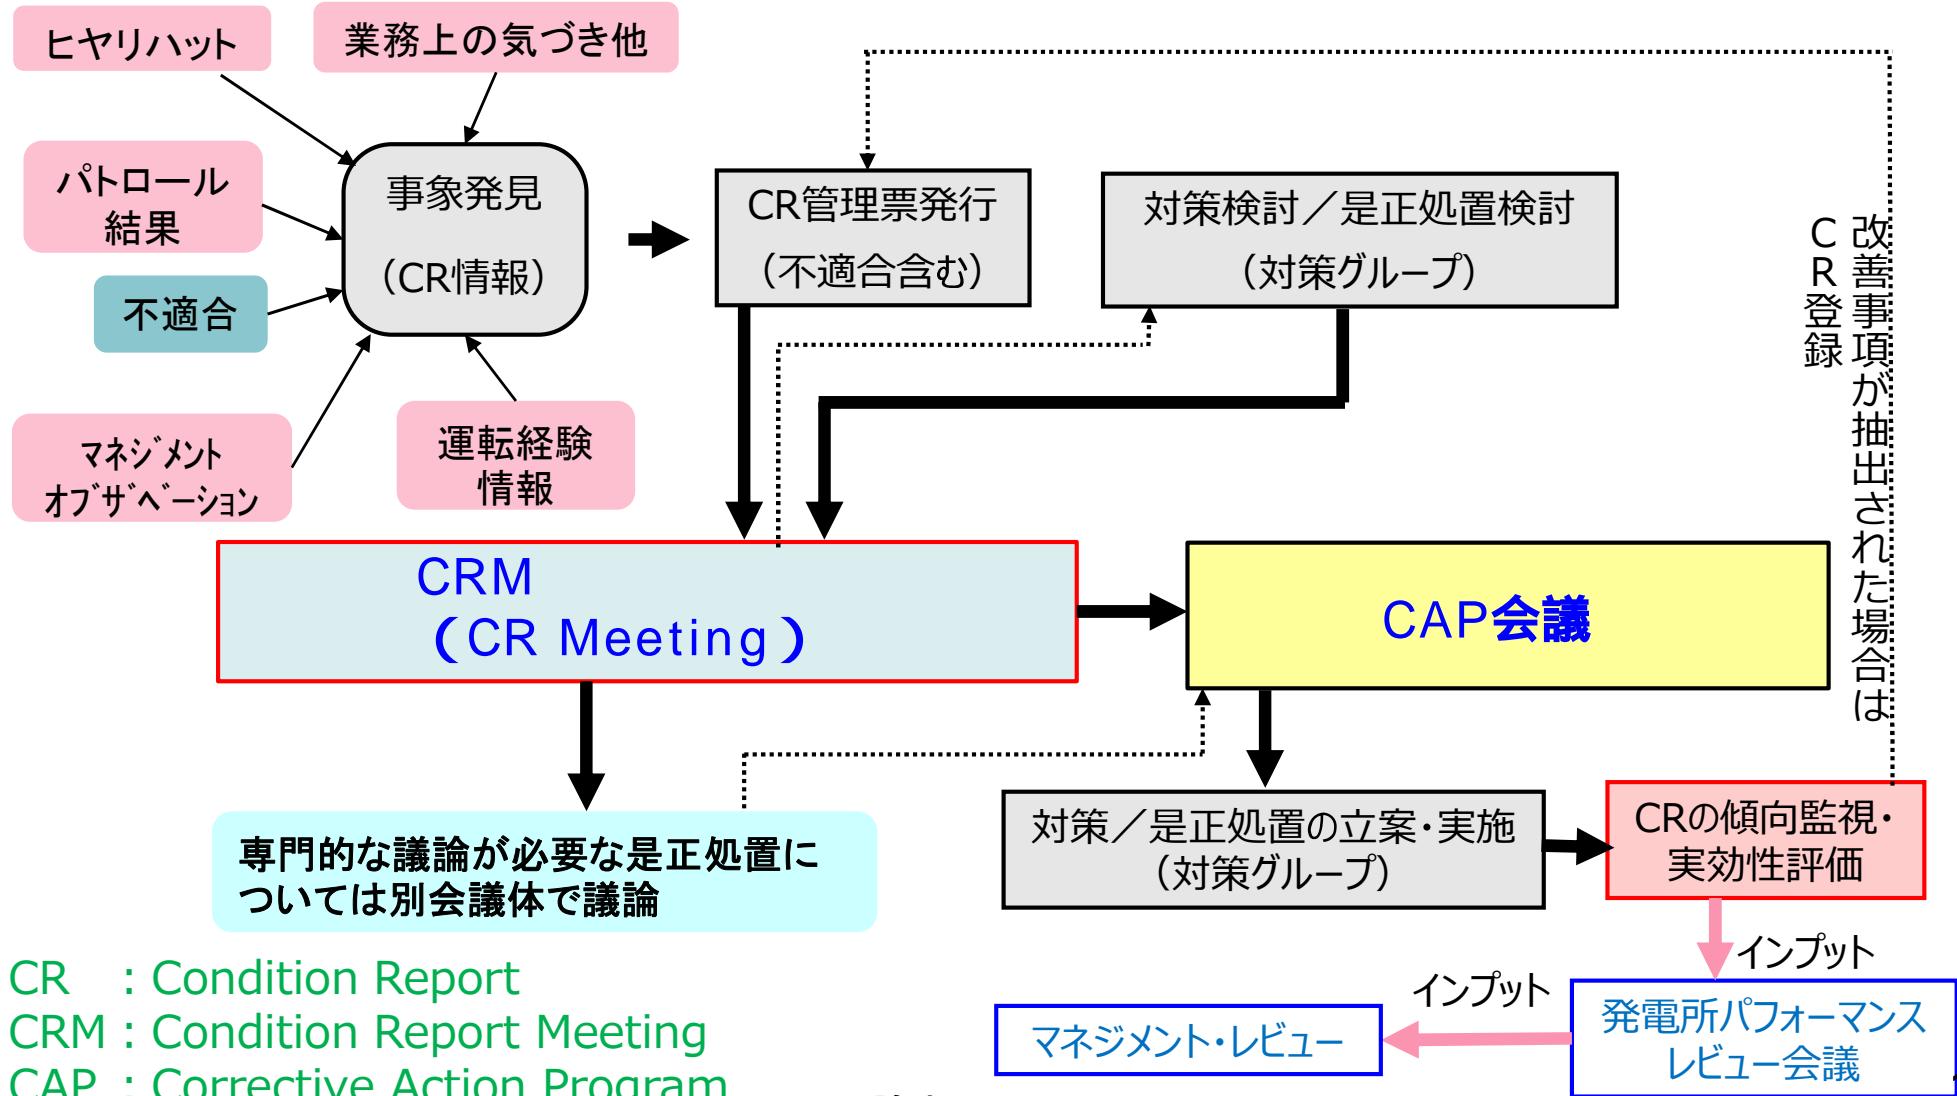 ヒヤリハット
業務上の気づき他
パトロール
結果
不適合
マネジメント
オブザベーション
運転経験
情報
事象発見
（CR情報）
CR管理票発行
（不適合含む）
対策検討／是正処置検討
（対策グループ）
改善事項が抽出された場合は
CR登録
CRM
（CR Meeting）
CAP会議
専門的な議論が必要な是正処置に
ついては別会議体で議論
対策／是正処置の立案・実施
（対策グループ）
CRの傾向監視・
実効性評価
インプット
発電所パフォーマンス
レビュー会議
インプット
マネジメント・レビュー
CR ：Condition Report
CRM：Condition Report Meeting
CAP ：Corrective Action Program